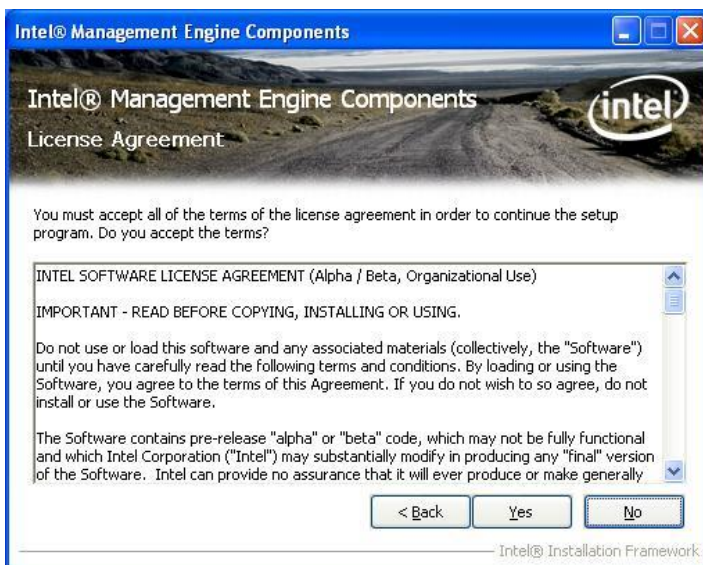 Intel® Management Engine Components
Intel® Management Engine Components
intel
License Agreement
You must accept all of the terms of the license agreement in order to continue the setup
program. Do you accept the terms?
INTEL SOFTWARE LICENSE AGREEMENT (Alpha / Beta, Organizational Use)
IMPORTANT - READ BEFORE COPYING, INSTALLING OR USING.
Do not use or load this software and any associated materials (collectively, the "Software")
until you have carefully read the following terms and conditions. By loading or using the
Software, you agree to the terms of this Agreement. If you do not wish to so agree, do not
install or use the Software.
The Software contains pre-release "alpha" or "beta" code, which may not be fully functional
and which Intel Corporation ("Intel") may substantially modify in producing any "final" version
of the Software. Intel can provide no assurance that it will ever produce or make generally
< Back Yes No
Intel® Installation Framework